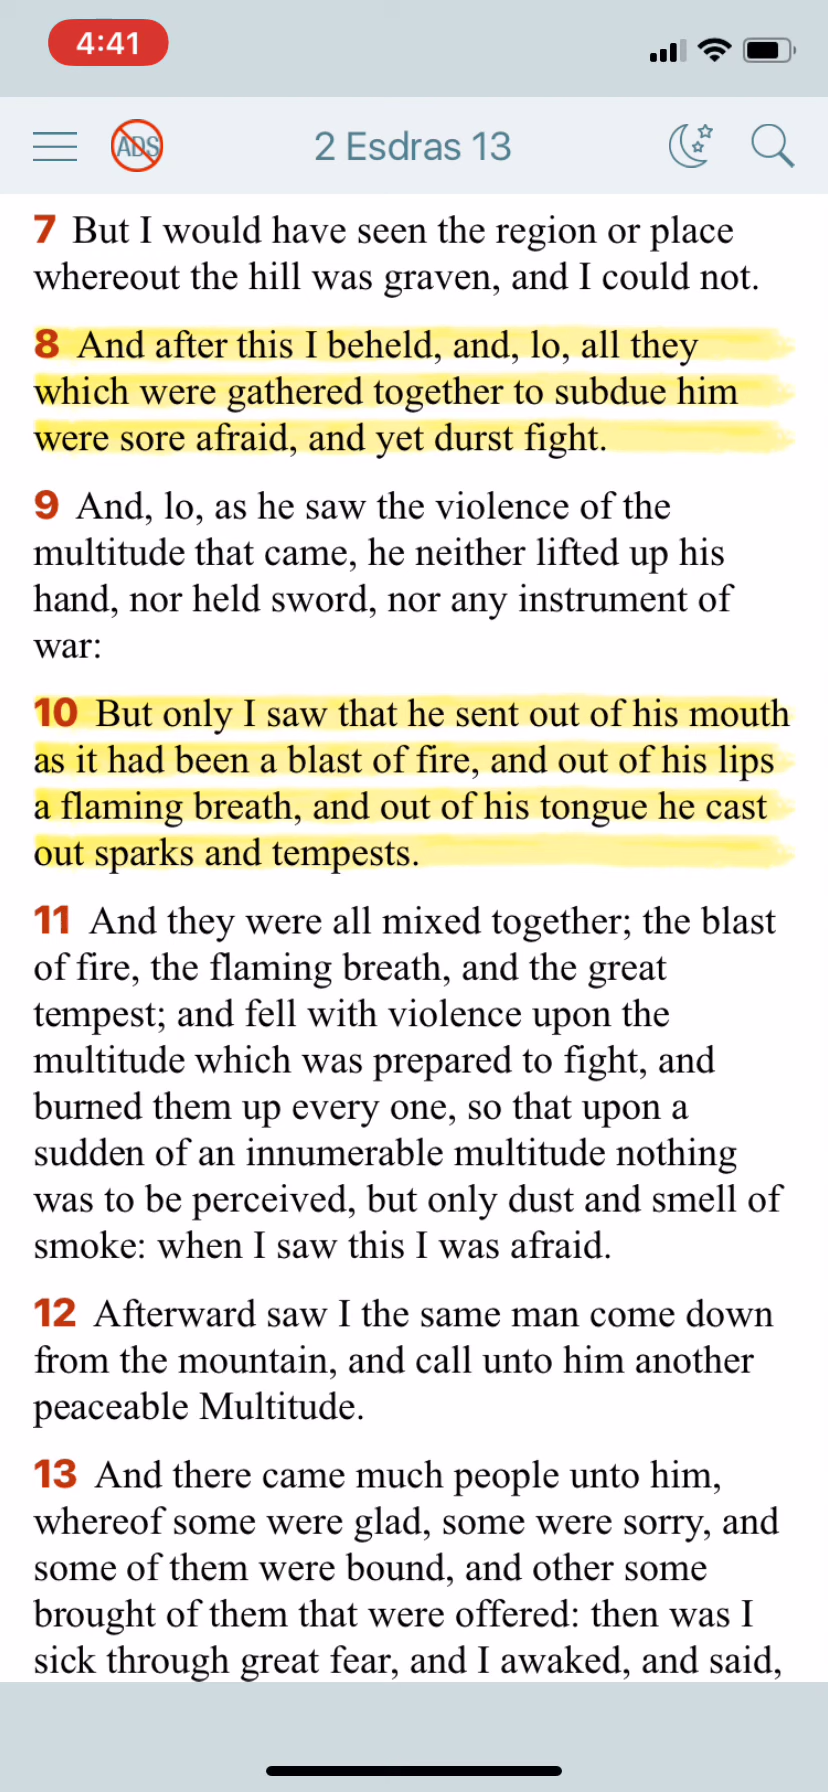 4:41
ADS
2 Esdras 13
7 But I would have seen the region or place
whereout the hill was graven, and I could not.
8 And after this I beheld, and, lo, all they
which were gathered together to subdue him
were sore afraid, and yet durst fight.
9 And, lo, as he saw the violence of the
multitude that came, he neither lifted up his
hand, nor held sword, nor any instrument of
war:
10 But only I saw that he sent out of his mouth
as it had been a blast of fire, and out of his lips
a flaming breath, and out of his tongue he cast
out sparks and tempests.
11 And they were all mixed together; the blast
of fire, the flaming breath, and the great
tempest; and fell with violence upon the
multitude which was prepared to fight, and
burned them up every one, so that upon a
sudden of an innumerable multitude nothing
was to be perceived, but only dust and smell of
smoke: when I saw this I was afraid.
12 Afterward saw I the same man come down
from the mountain, and call unto him another
peaceable Multitude.
13 And there came much people unto him,
whereof some were glad, some were sorry, and
some of them were bound, and other some
brought of them that were offered: then was I
sick through great fear, and I awaked, and said,